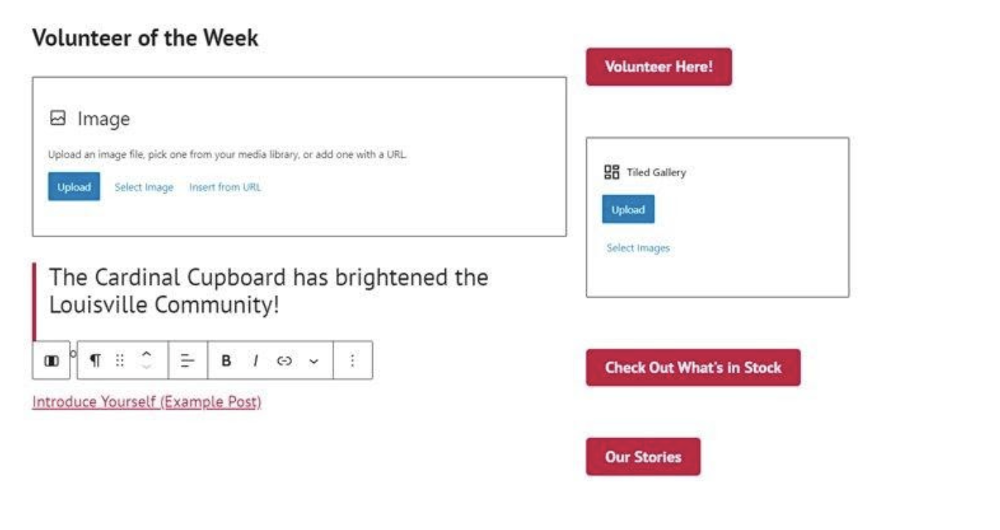 Volunteer of the Week
Image
Upload an image file, pick one from your media library, or add one with a URL.
Upload Select Image Insert from URL
The Cardinal Cupboard has brightened the
Louisville Community!
B I
Introduce Yourself (Example Post)
Volunteer Here!
Tiled Gallery
Upload
Select Images
Check Out What's in Stock
Our Stories